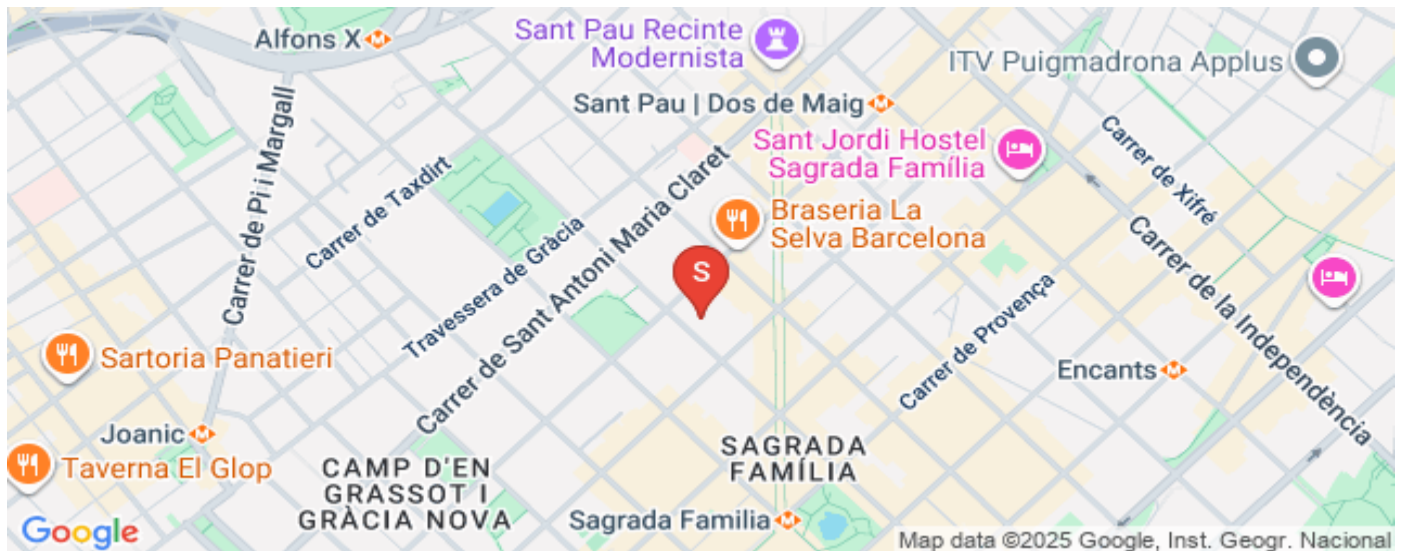 Alfons X
Sant Pau Recinte
Modernista
ITV Puigmadrona Applus
Sant Pau | Dos de Maig
Sant Jordi Hostel
Sagrada Família
Carrer de Xifré
Carrer de Pi i Margall
Carrer de Taxdirt
Travessera de Gràcia
Carrer de Sant Antoni Maria Claret
Braseria La
Selva Barcelona
S
Carrer de la Independència
Carrer de Provença
Sartoria Panatieri
Encants
Joanic
Taverna El Glop
CAMP D'EN
GRASSOT I
GRÀCIA NOVA
SAGRADA
FAMÍLIA
Sagrada Familia
Google
Map data ©2025 Google, Inst. Geogr. Nacional